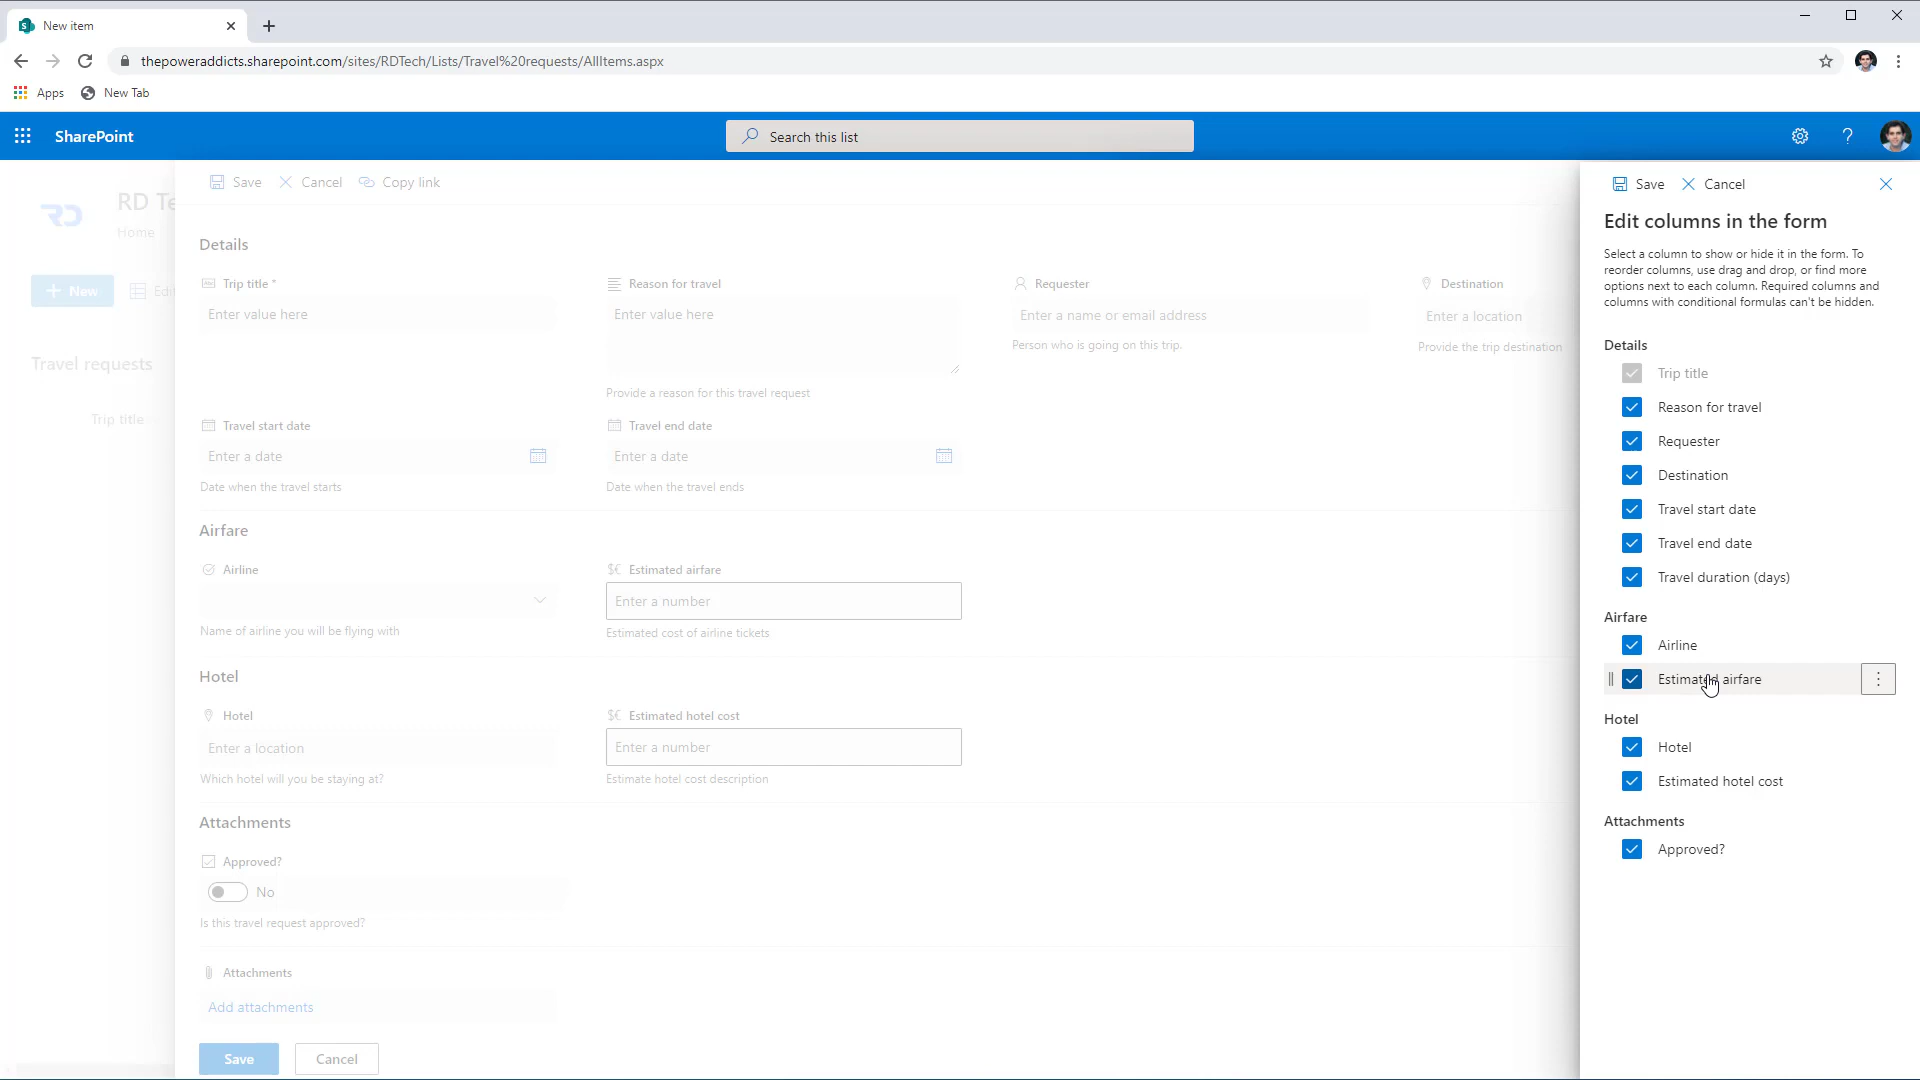 New item
thepoweraddicts.sharepoint.com/sites/RDTech/Lists/Travel%20requests/AllItems.aspx
Apps
New Tab
SharePoint
Search this list
RD Te
Home
New
Edit
Travel requests
Trip title
Save
Cancel
Copy link
Details
Trip title *
Enter value here
Reason for travel
Enter value here
Provide a reason for this travel request
Requester
Enter a name or email address
Person who is going on this trip.
Destination
Enter a location
Provide the trip destination
Travel start date
Enter a date
Date when the travel starts
Travel end date
Enter a date
Date when the travel ends
Airfare
Airline
Name of airline you will be flying with
Estimated airfare
Enter a number
Estimated cost of airline tickets
Hotel
Hotel
Enter a location
Which hotel will you be staying at?
Estimated hotel cost
Enter a number
Estimate hotel cost description
Attachments
Approved?
No
Is this travel request approved?
Attachments
Add attachments
Save
Cancel
Save
Cancel
Edit columns in the form
Select a column to show or hide it in the form. To
reorder columns, use drag and drop, or find more
options next to each column. Required columns and
columns with conditional formulas can't be hidden.
Details
Trip title
Reason for travel
Requester
Destination
Travel start date
Travel end date
Travel duration (days)
Airfare
Airline
Estimated airfare
Hotel
Hotel
Estimated hotel cost
Attachments
Approved?